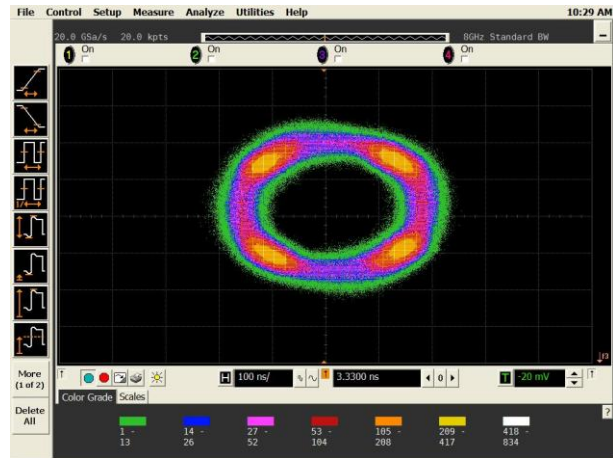 File Control Setup Measure Analyze Utilities Help 10:29 AM
20.0 GSa/s 20.0 kpts 8GHz Standard BW
1 On 2 On 3 On 4 On
More
(1 of 2)
Delete
All
H 100 ns/ 3.3300 ns 0 T -20 mV
Color Grade Scales ?
1 - 14 - 27 - 53 - 105 - 209 - 418 -
13 26 52 104 208 417 834